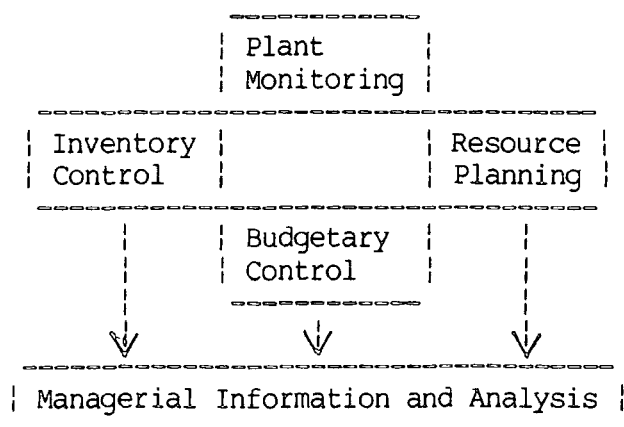 Plant
Monitoring
Inventory
Control
Resource
Planning
Budgetary
Control
Managerial Information and Analysis